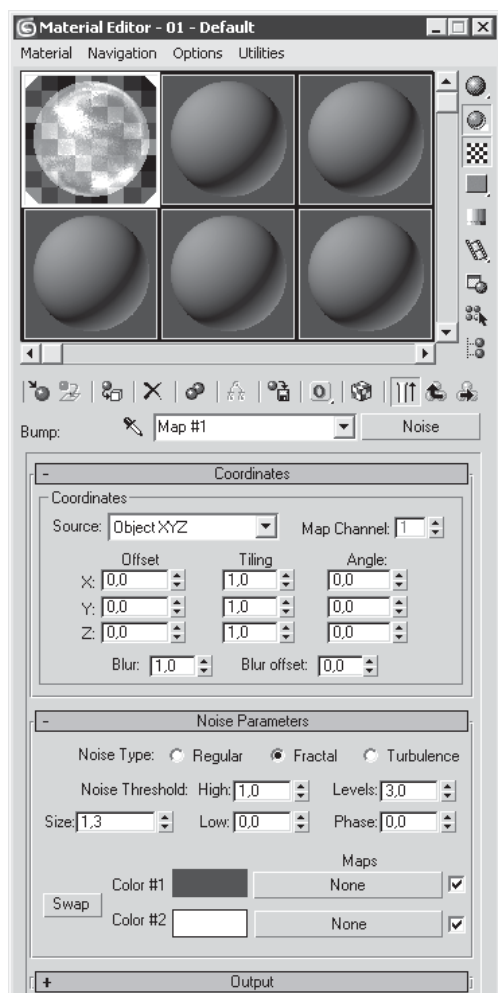 Material Editor - 01 - Default
Material Navigation Options Utilities
Bump: Map #1 Noise
- Coordinates
Coordinates
Source: Object XYZ Map Channel: 1
Offset Tiling Angle:
X: 0,0 1,0 0,0
Y: 0,0 1,0 0,0
Z: 0,0 1,0 0,0
Blur: 1,0 Blur offset: 0,0
- Noise Parameters
Noise Type: Regular Fractal Turbulence
Noise Threshold: High: 1,0 Levels: 3,0
Size: 1,3 Low: 0,0 Phase: 0,0
Maps
Color #1 None
Swap
Color #2 None
+ Output